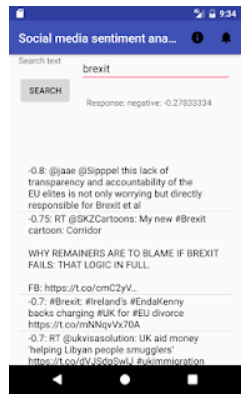 9:34
Social media sentiment ana...
Search text
brexit
SEARCH
Response: negative: -0.27833334
-0.8: @jaae @Sipppel this lack of
transparency and accountability of the
EU elites is not only worrying but directly
responsible for Brexit et al
-0.75: RT @SKZCartoons: My new #Brexit
cartoon: Corridor
WHY REMAINERS ARE TO BLAME IF BREXIT
FAILS: THAT LOGIC IN FULL.
FB: https://t.co/cmC2yV...
-0.7: #Brexit: #Ireland's #EndaKenny
backs charging #UK for #EU divorce
https://t.co/mNNqvVx70A
-0.7: RT @ukvisasolution: UK aid money
'helping Libyan people smugglers'
https://t.co/dVJSdpSwIJ #ukimmigration